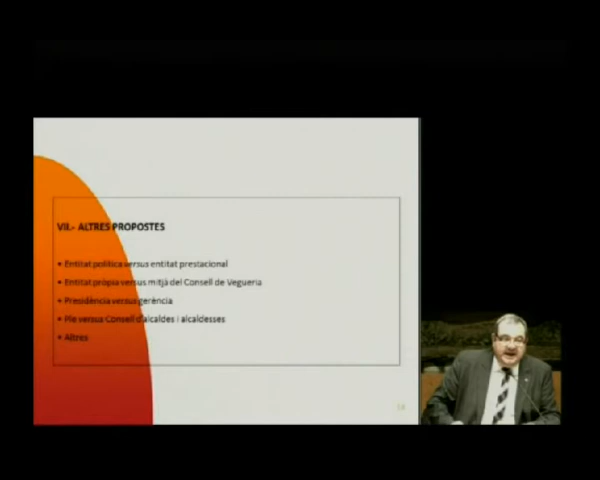 VII.- ALTRES PROPOSTES
• Entitat política versus entitat prestacional
• Entitat pròpia versus mitjà del Consell de Vegueria
• Presidència versus gerència
• Ple versus Consell d'alcaldes i alcaldesses
• Altres